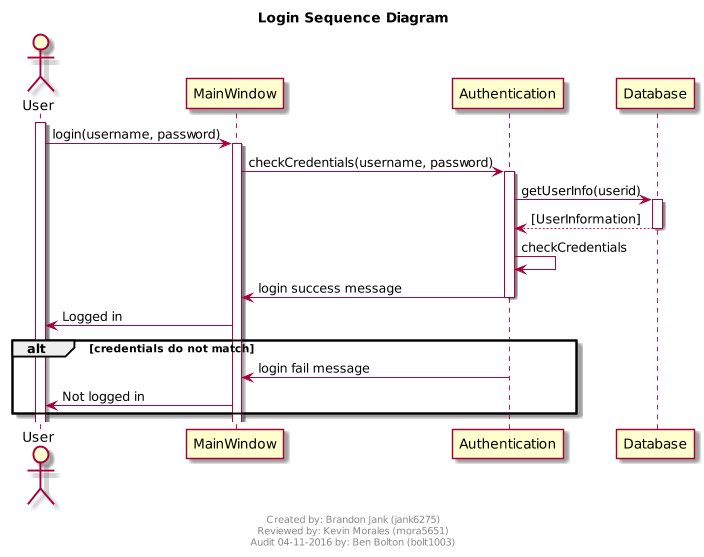 Login Sequence Diagram
User
MainWindow
Authentication
Database
login(username, password)
checkCredentials(username, password)
getUserInfo(userid)
[UserInformation]
checkCredentials
login success message
Logged in
alt
[credentials do not match]
login fail message
Not logged in
User
MainWindow
Authentication
Database
Created by: Brandon Jank (jank6275)
Reviewed by: Kevin Morales (mora5651)
Audit 04-11-2016 by: Ben Bolton (bolt1003)